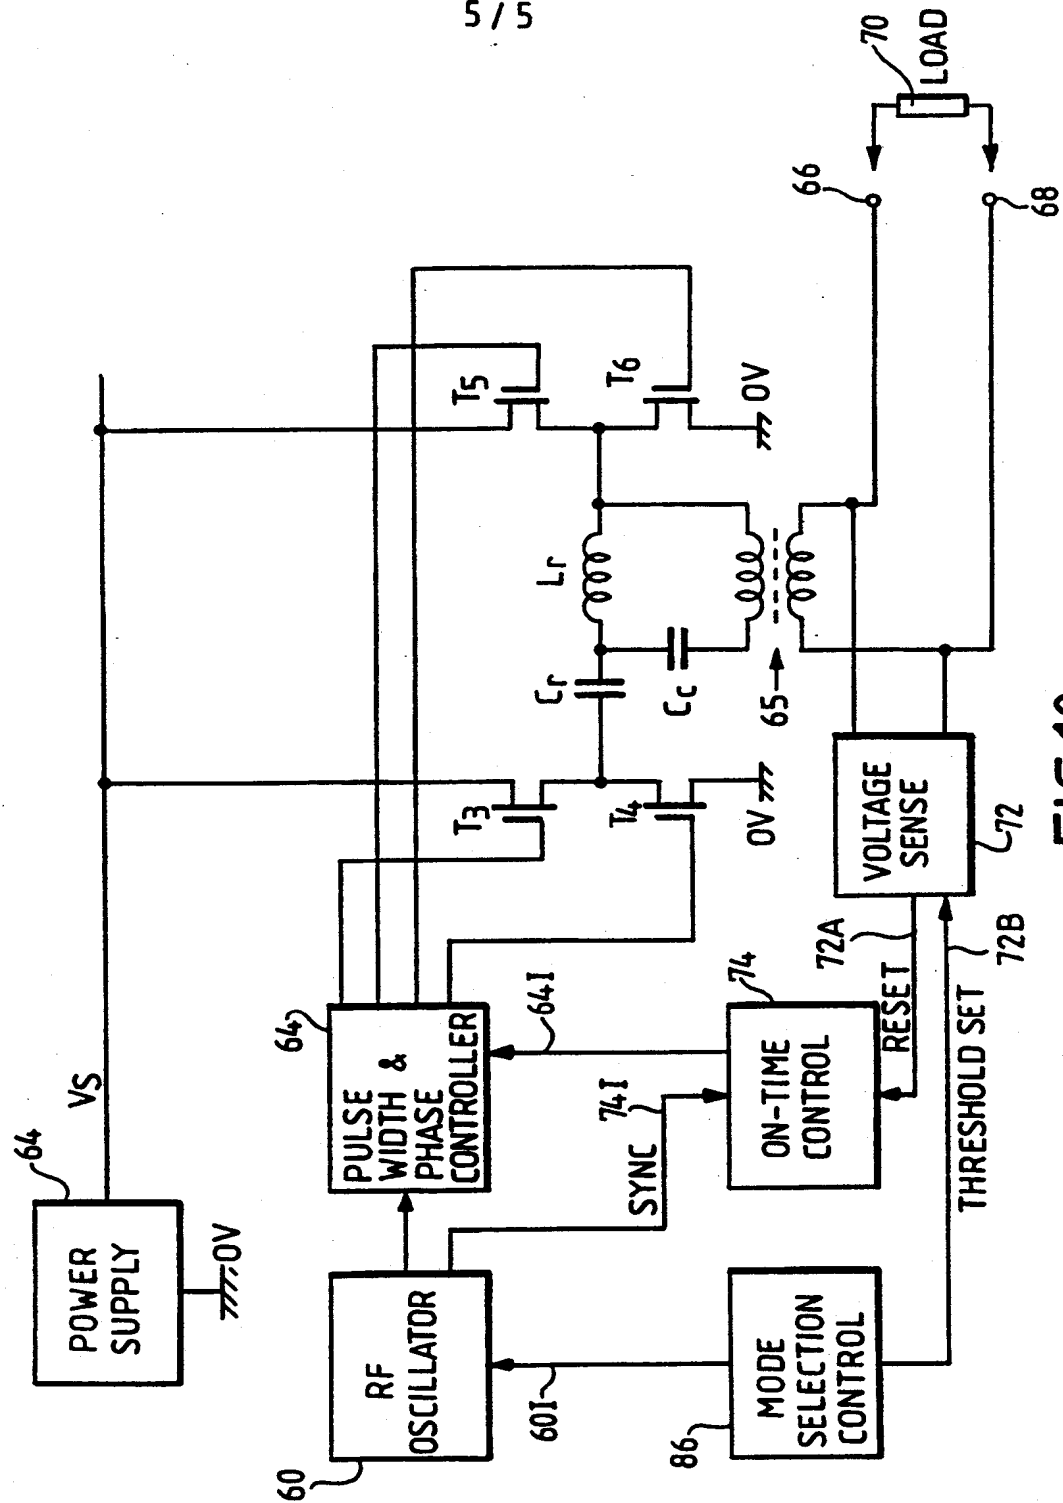 5/5
64
POWER
SUPPLY
0V
VS
60
RF
OSCILLATOR
64
PULSE
WIDTH &
PHASE
CONTROLLER
60I
SYNC
74I
64I
86
MODE
SELECTION
CONTROL
74
ON-TIME
CONTROL
RESET
72A
THRESHOLD SET
72B
VOLTAGE
SENSE
72
T3
T4
0V
Cr
Lr
Cc
65
T5
T6
0V
66
68
70
LOAD